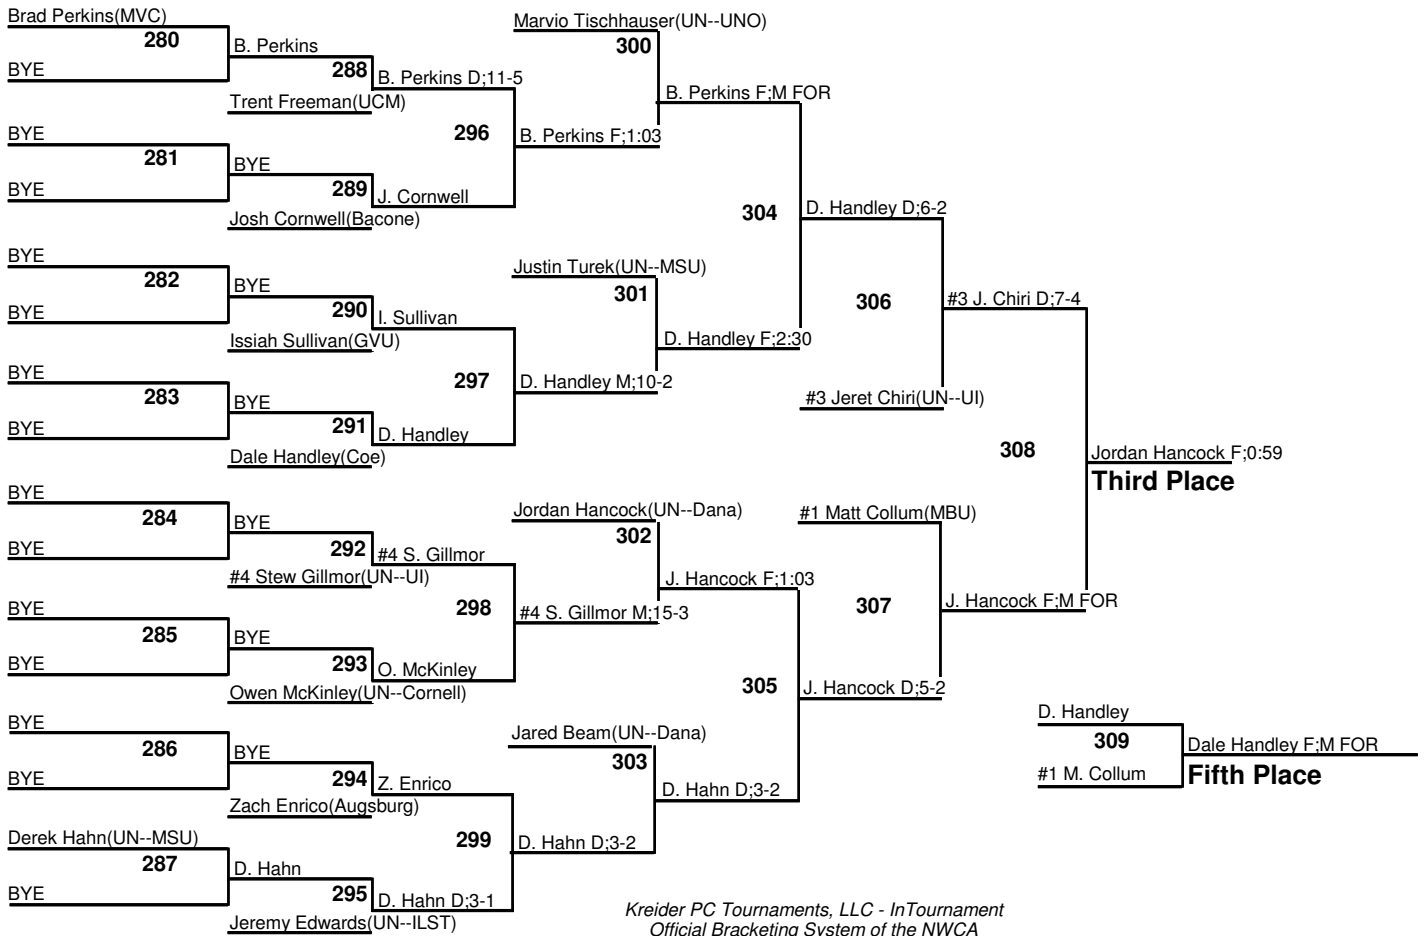 Brad Perkins(MVC)
280
BYE
B. Perkins
288
Trent Freeman(UCM)
B. Perkins D;11-5
296
BYE
281
BYE
BYE
289
Josh Cornwell(Bacone)
J. Cornwell
B. Perkins F;1:03
Marvio Tischhauser(UN--UNO)
300
B. Perkins F;M FOR
304
BYE
282
BYE
BYE
290
Issiah Sullivan(GVU)
I. Sullivan
297
BYE
283
BYE
BYE
291
Dale Handley(Coe)
D. Handley
D. Handley M;10-2
Justin Turek(UN--MSU)
301
D. Handley F;2:30
D. Handley D;6-2
306
#3 Jeret Chiri(UN--UI)
#3 J. Chiri D;7-4
308
BYE
284
BYE
BYE
292
#4 Stew Gillmor(UN--UI)
#4 S. Gillmor
298
BYE
285
BYE
BYE
293
Owen McKinley(UN--Cornell)
O. McKinley
#4 S. Gillmor M;15-3
Jordan Hancock(UN--Dana)
302
J. Hancock F;1:03
305
BYE
286
BYE
BYE
294
Zach Enrico(Augsburg)
Z. Enrico
299
Derek Hahn(UN--MSU)
287
BYE
D. Hahn
295
Jeremy Edwards(UN--ILST)
D. Hahn D;3-1
D. Hahn D;3-2
Jared Beam(UN--Dana)
303
D. Hahn D;3-2
J. Hancock D;5-2
#1 Matt Collum(MBU)
307
J. Hancock F;M FOR
Jordan Hancock F;0:59
Third Place
D. Handley
309
#1 M. Collum
Dale Handley F;M FOR
Fifth Place
Kreider PC Tournaments, LLC - InTournament
Official Bracketing System of the NWCA